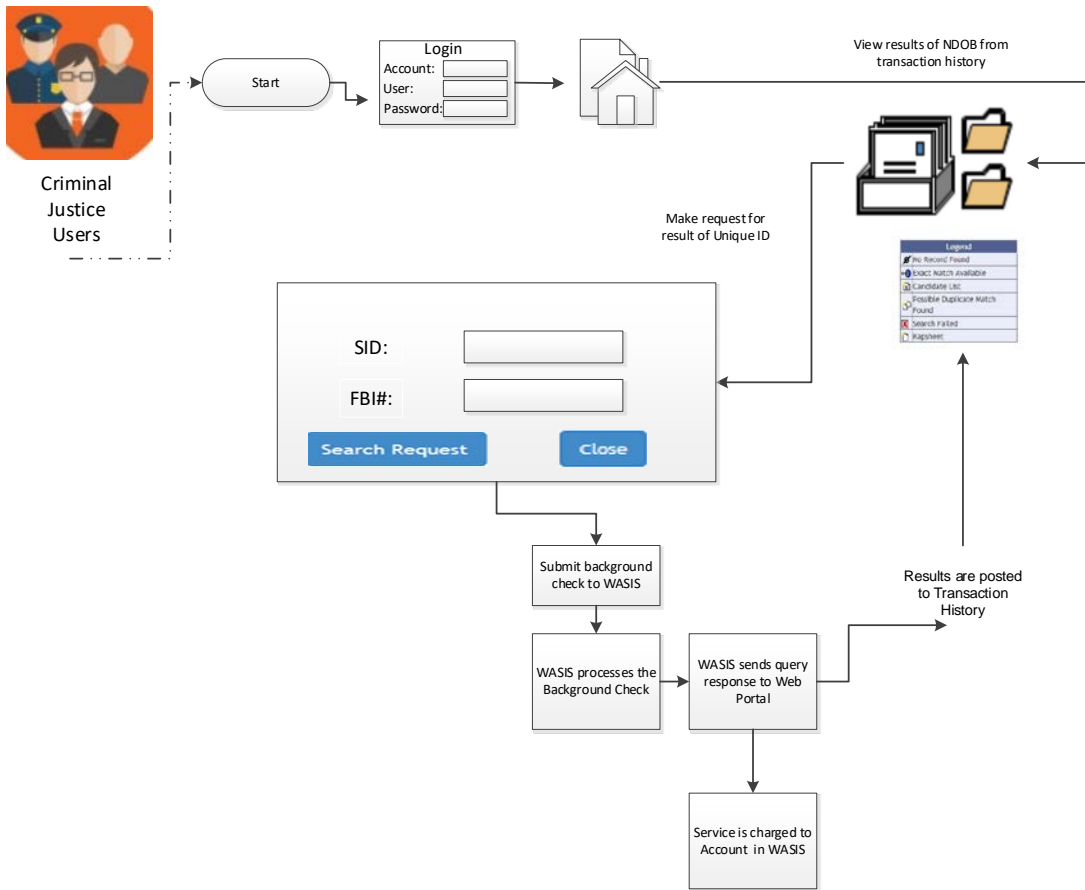 Criminal
Justice
Users
Start
Login
Account:
User:
Password:
View results of NDOB from
transaction history
Make request for
result of Unique ID
Legend
No Record Found
Exact Match Available
Candidate List
Possible Duplicate Match
Found
Search Failed
Rapsheet
SID:
FBI#:
Search Request
Close
Submit background
check to WASIS
WASIS processes the
Background Check
WASIS sends query
response to Web
Portal
Results are posted
to Transaction
History
Service is charged to
Account in WASIS